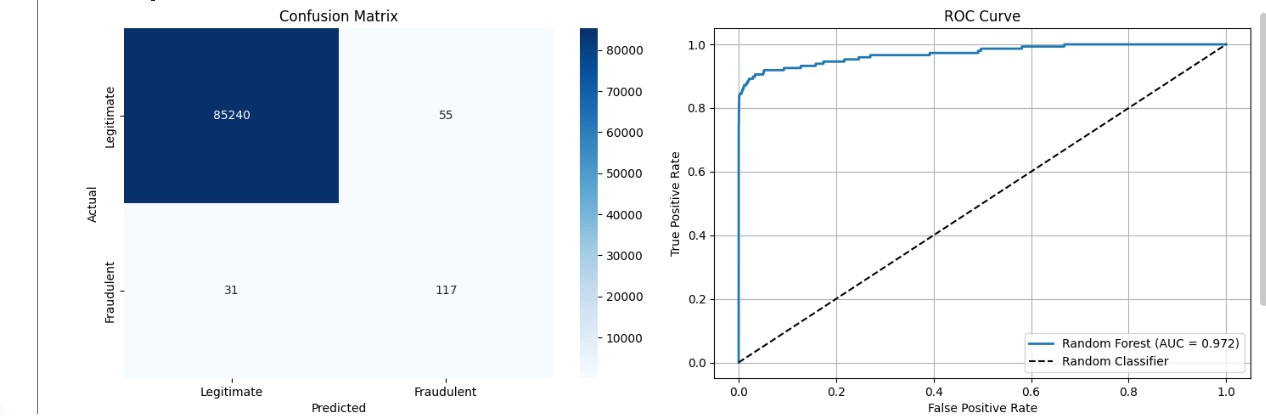 Confusion Matrix
Legitimate
Fraudulent
Actual
85240
55
31
117
Legitimate
Fraudulent
Predicted
80000
70000
60000
50000
40000
30000
20000
10000
ROC Curve
True Positive Rate
1.0
0.8
0.6
0.4
0.2
0.0
Random Forest (AUC = 0.972)
Random Classifier
0.0
0.2
0.4
0.6
0.8
1.0
False Positive Rate